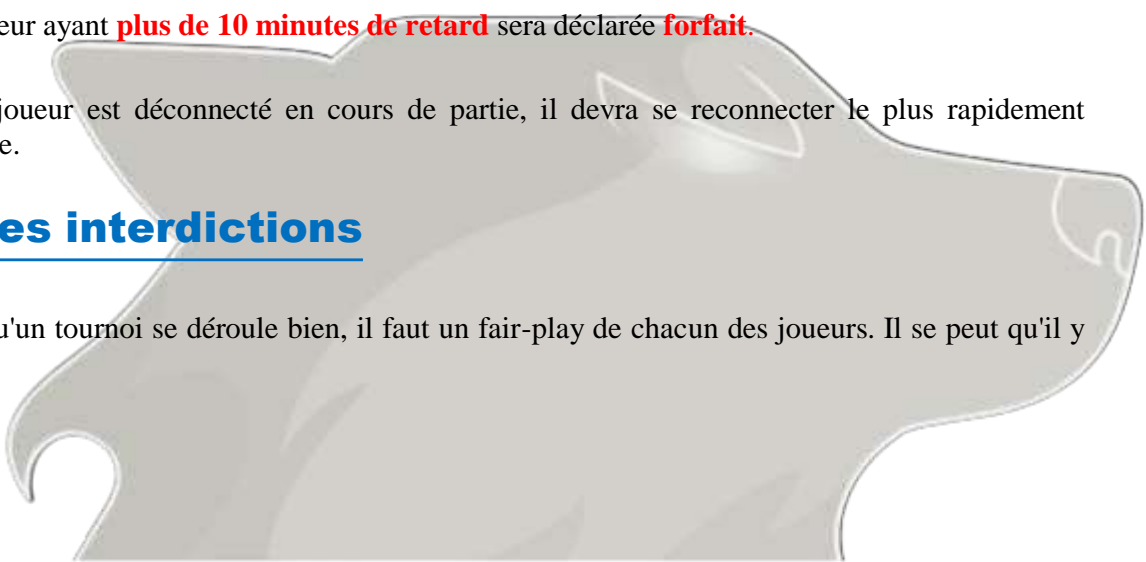 eur ayant plus de 10 minutes de retard sera déclarée forfait.
joueur est déconnecté en cours de partie, il devra se reconnecter le plus rapidement
e.
es interdictions
u'un tournoi se déroule bien, il faut un fair-play de chacun des joueurs. Il se peut qu'il y